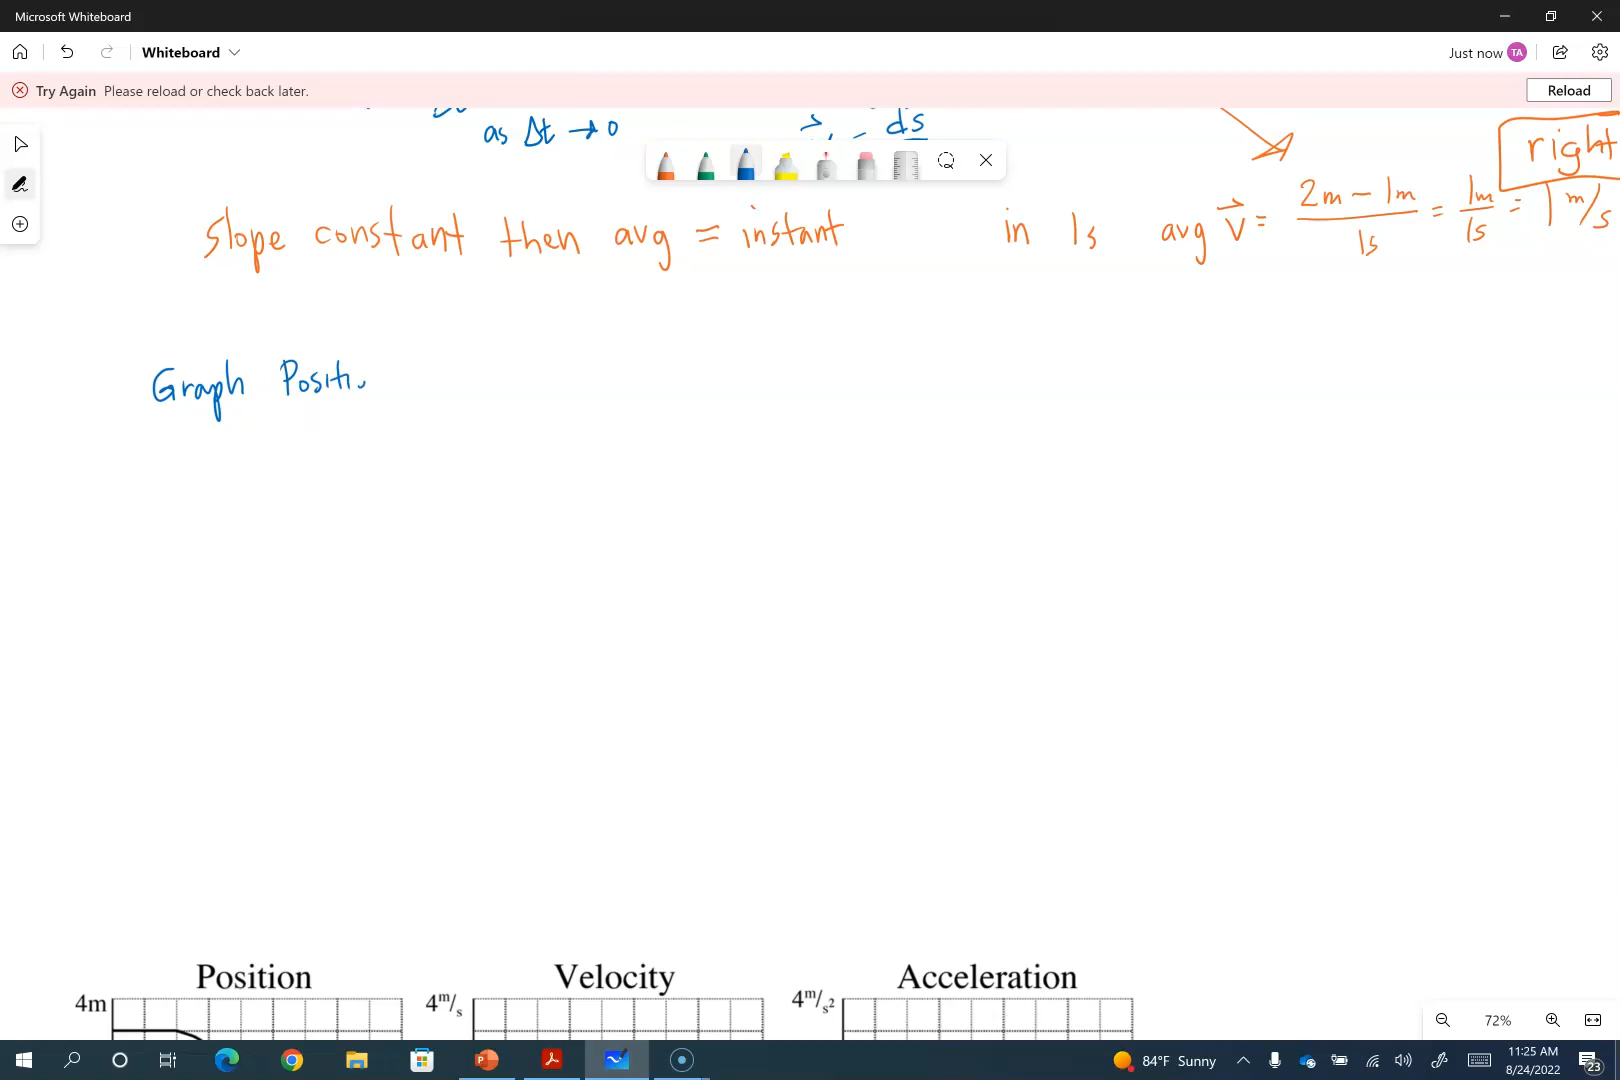 Microsoft Whiteboard
Whiteboard
Just now TA
Try Again Please reload or check back later.
Reload
as Δt → 0
ds
right
slope constant then avg = instant
in 1s avg V⃗ = 2m - 1m / 1s = 1m / 1s = 1 m/s
Graph Positi
Position
Velocity
Acceleration
4m
4 m/s
4 m/s²
72%
84°F Sunny
11:25 AM
8/24/2022
23